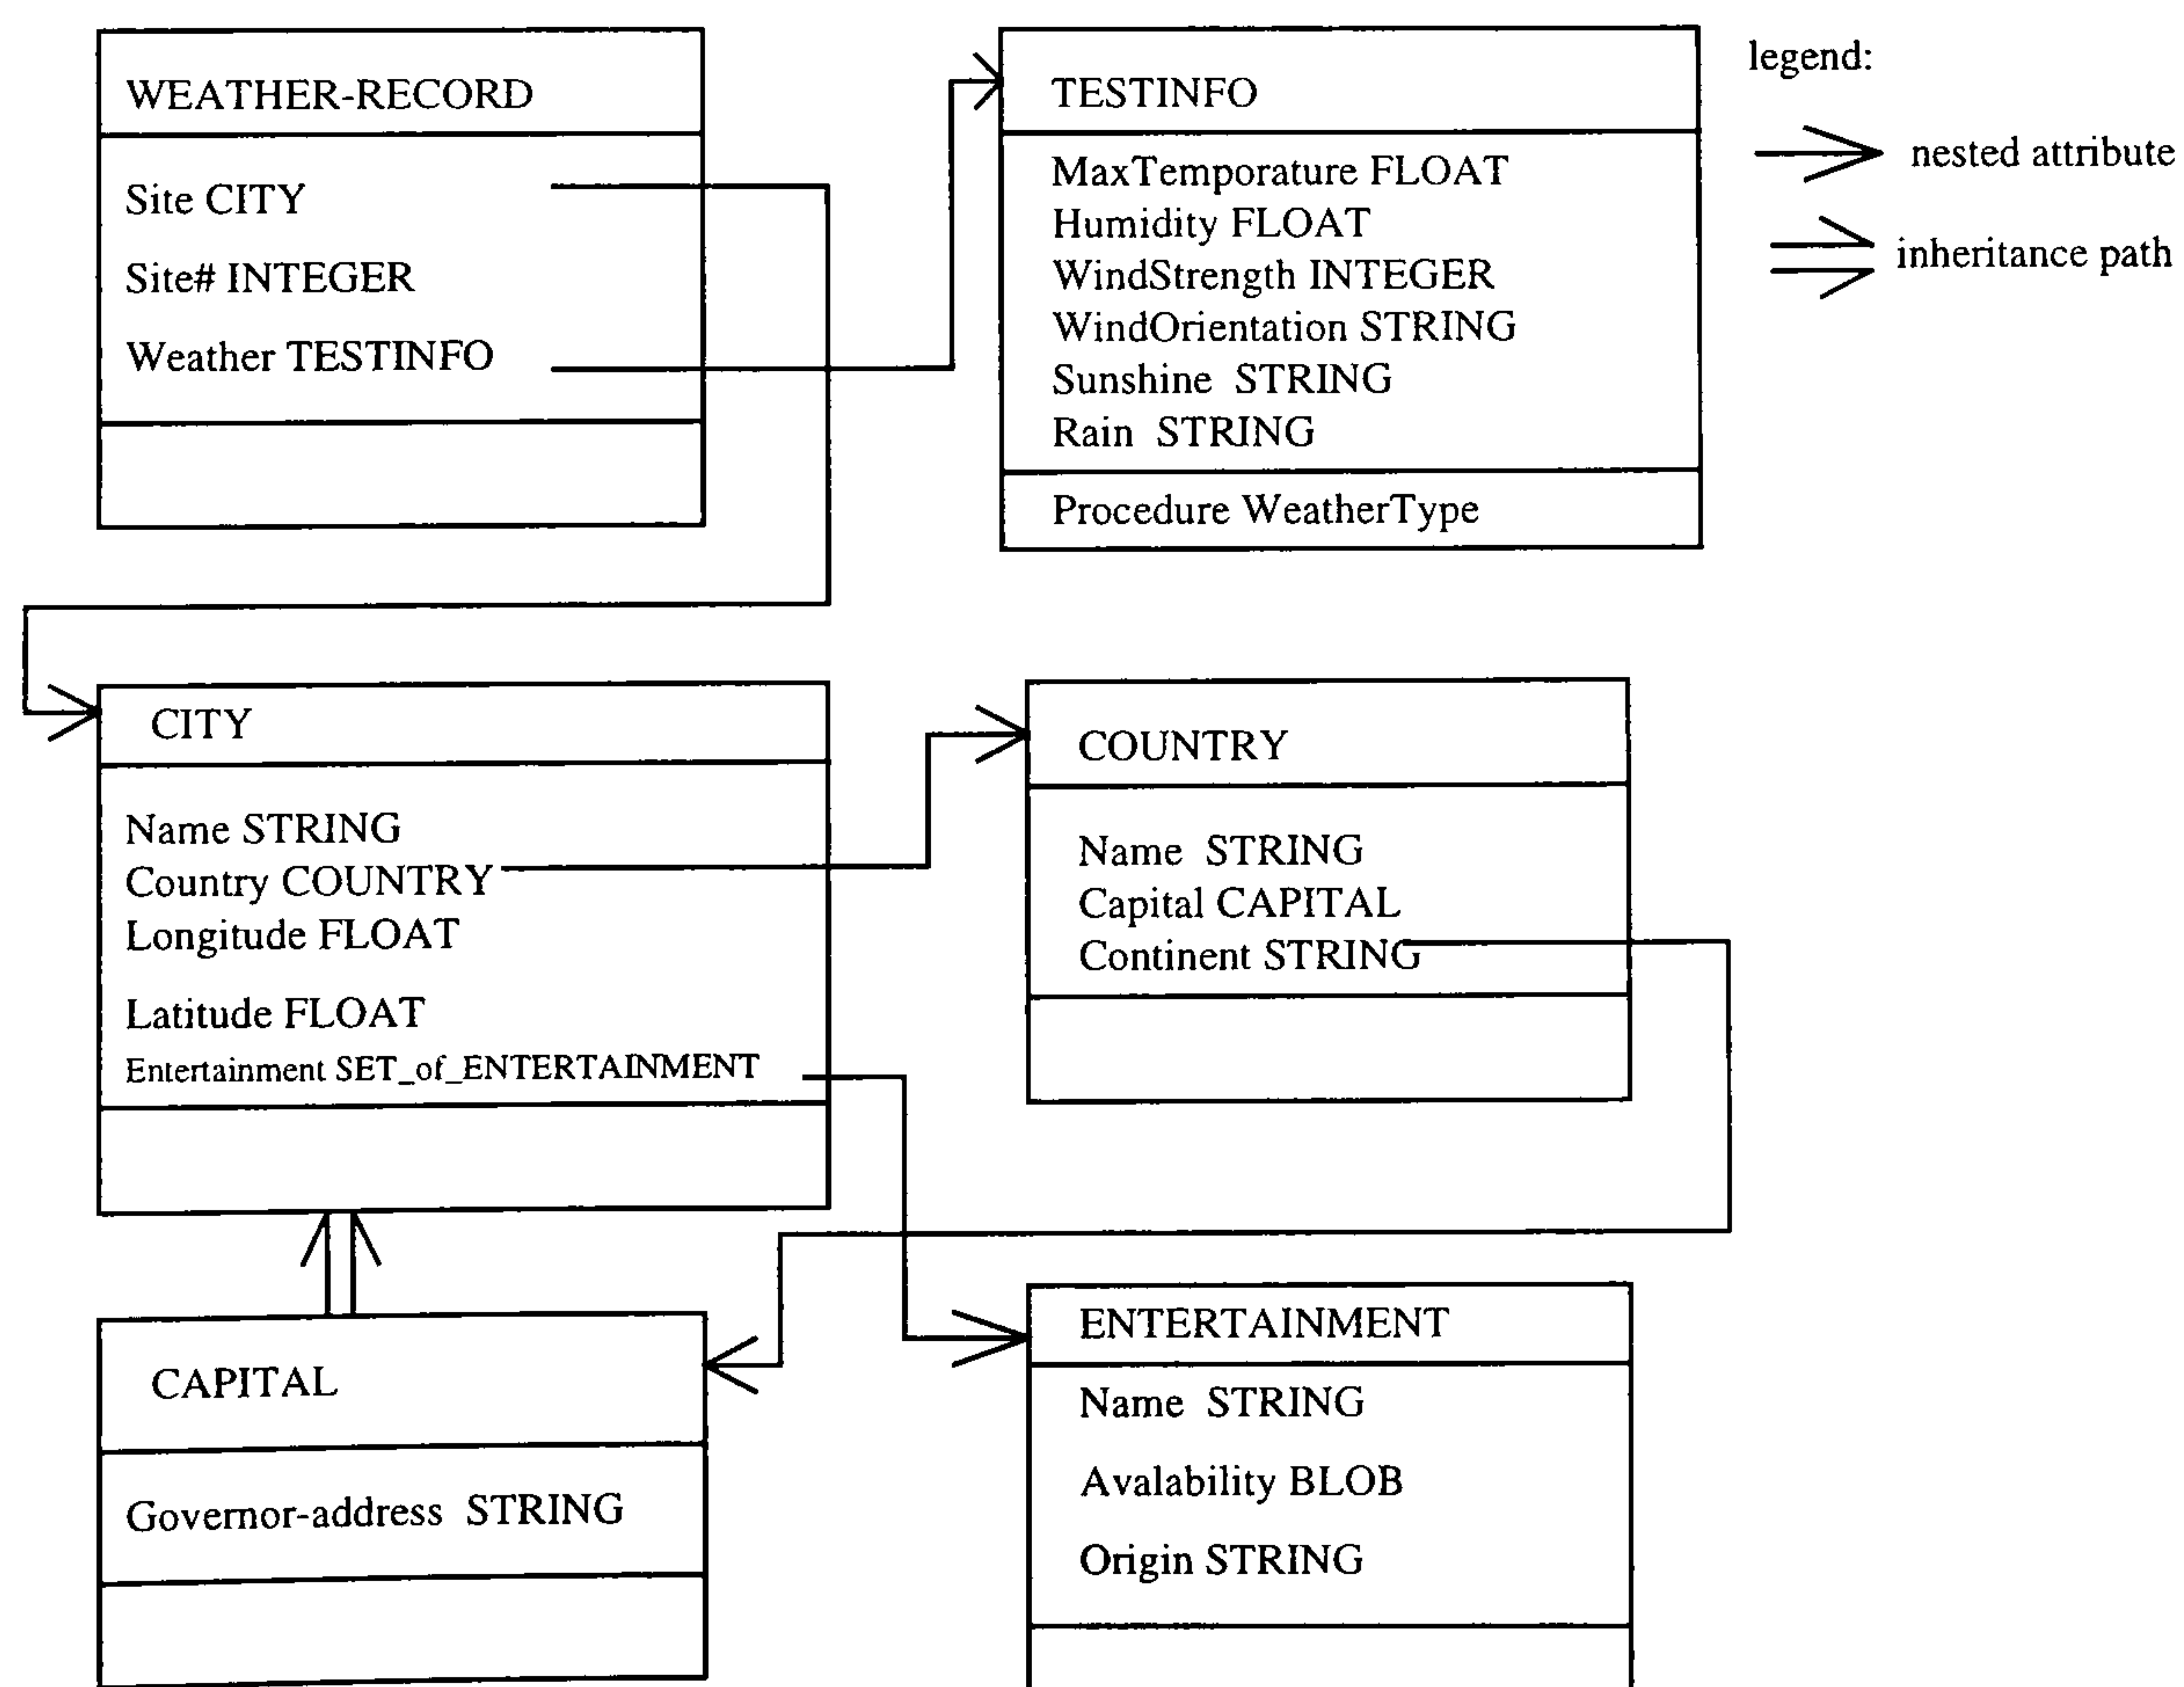 WEATHER-RECORD
Site CITY
Site# INTEGER
Weather TESTINFO
TESTINFO
MaxTemporature FLOAT
Humidity FLOAT
WindStrength INTEGER
WindOrientation STRING
Sunshine STRING
Rain STRING
Procedure WeatherType
legend:
nested attribute
inheritance path
CITY
Name STRING
Country COUNTRY
Longitude FLOAT
Latitude FLOAT
Entertainment SET_of_ENTERTAINMENT
COUNTRY
Name STRING
Capital CAPITAL
Continent STRING
CAPITAL
Governor-address STRING
ENTERTAINMENT
Name STRING
Avalability BLOB
Origin STRING